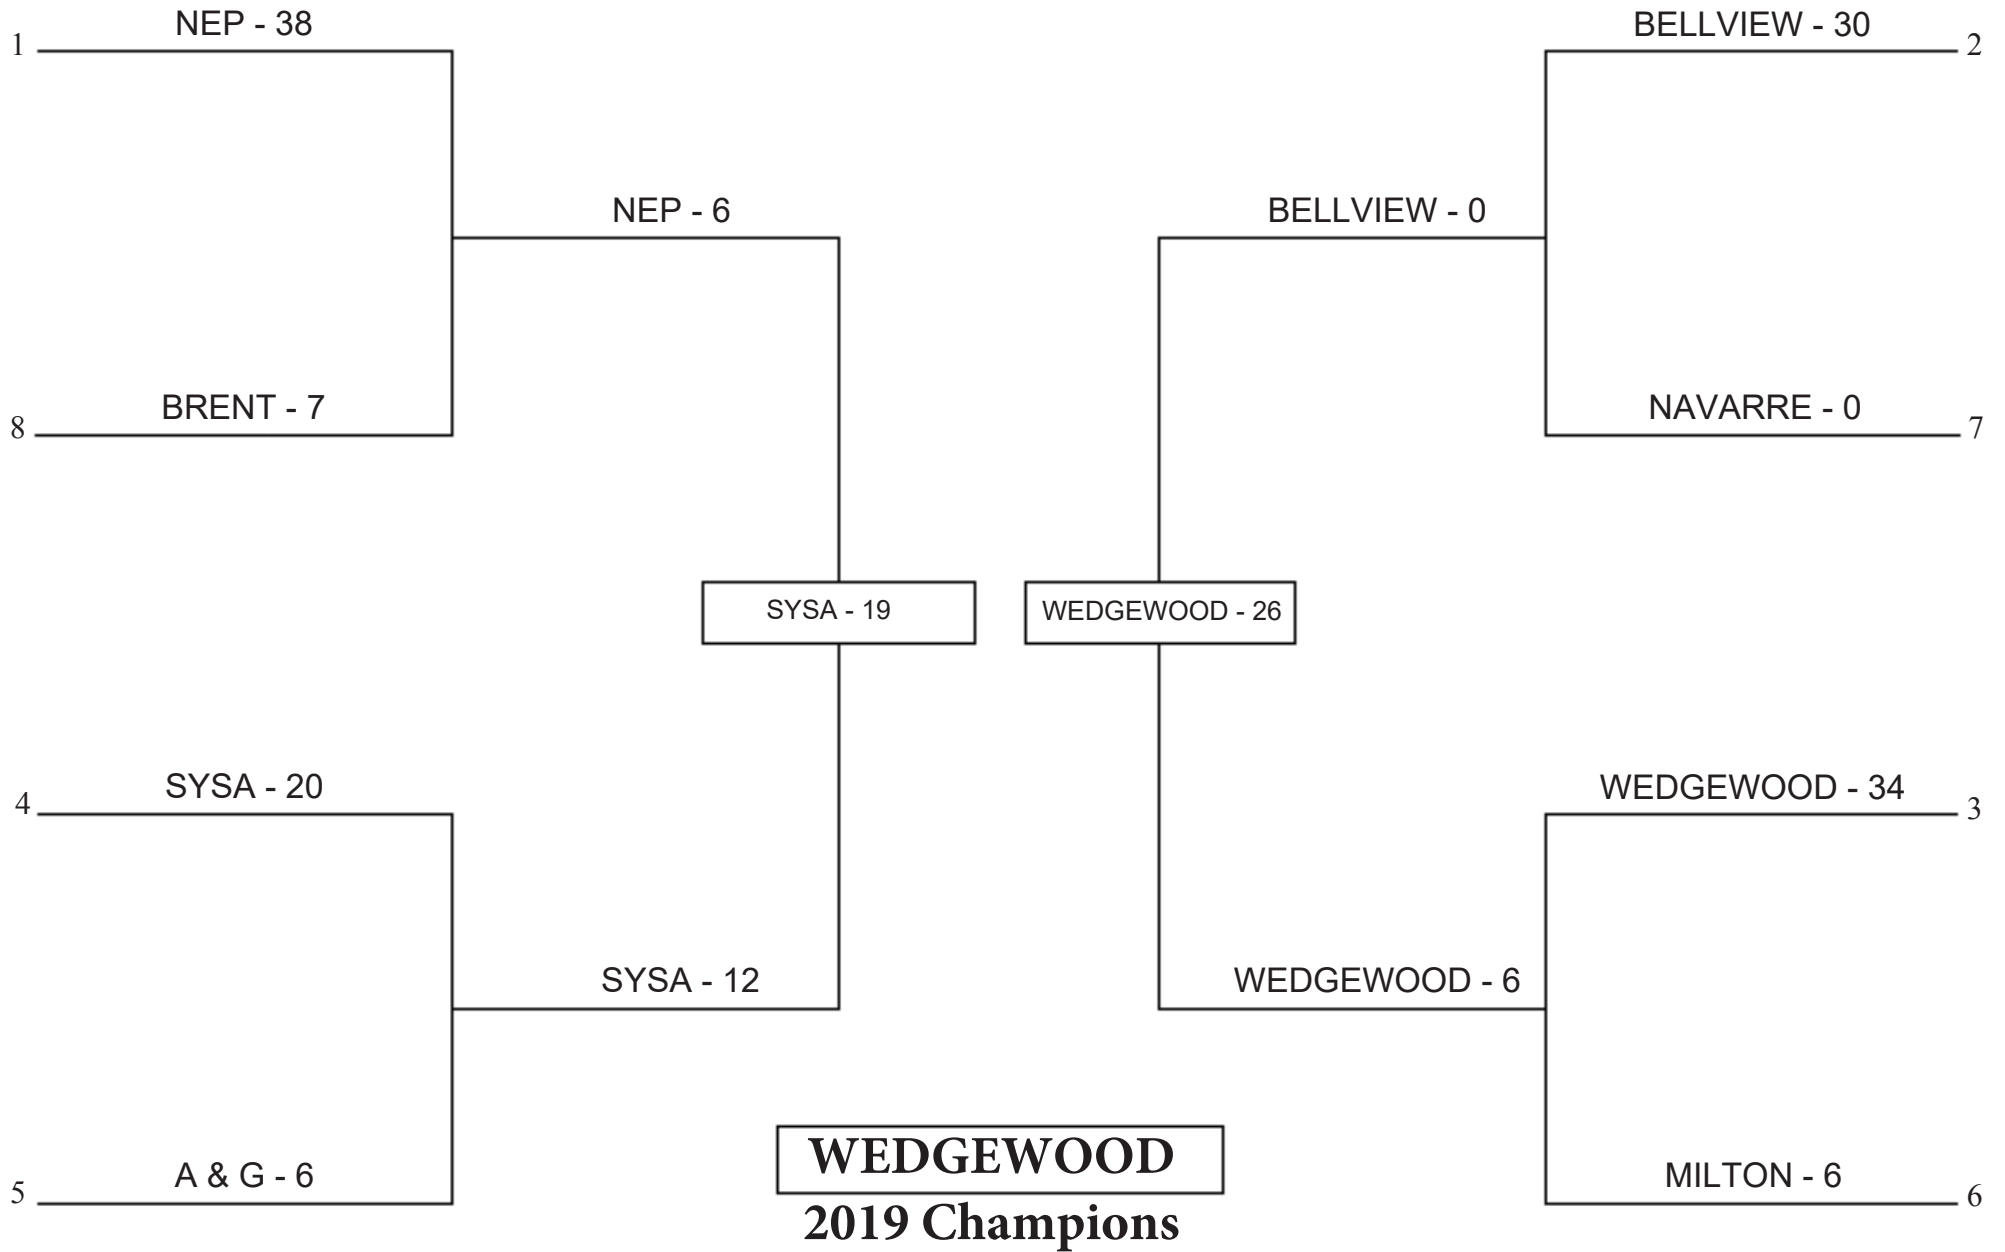 NEP - 38
1
BRENT - 7
8
NEP - 6
SYSA - 19
SYSA - 20
4
SYSA - 12
A & G - 6
5
BELLVIEW - 30
2
BELLVIEW - 0
NAVARRE - 0
7
WEDGEWOOD - 26
WEDGEWOOD - 34
3
WEDGEWOOD - 6
MILTON - 6
6
WEDGEWOOD
2019 Champions